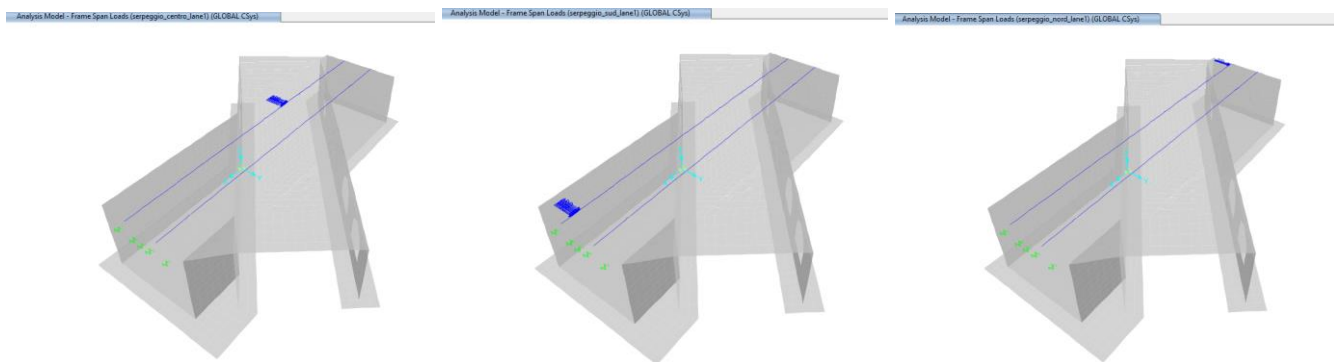 Analysis Model - Frame Span Loads (serpeggio_centro_lane1) (GLOBAL CSys)
Analysis Model - Frame Span Loads (serpeggio_sud_lane1) (GLOBAL CSys)
Analysis Model - Frame Span Loads (serpeggio_nord_lane1) (GLOBAL CSys)